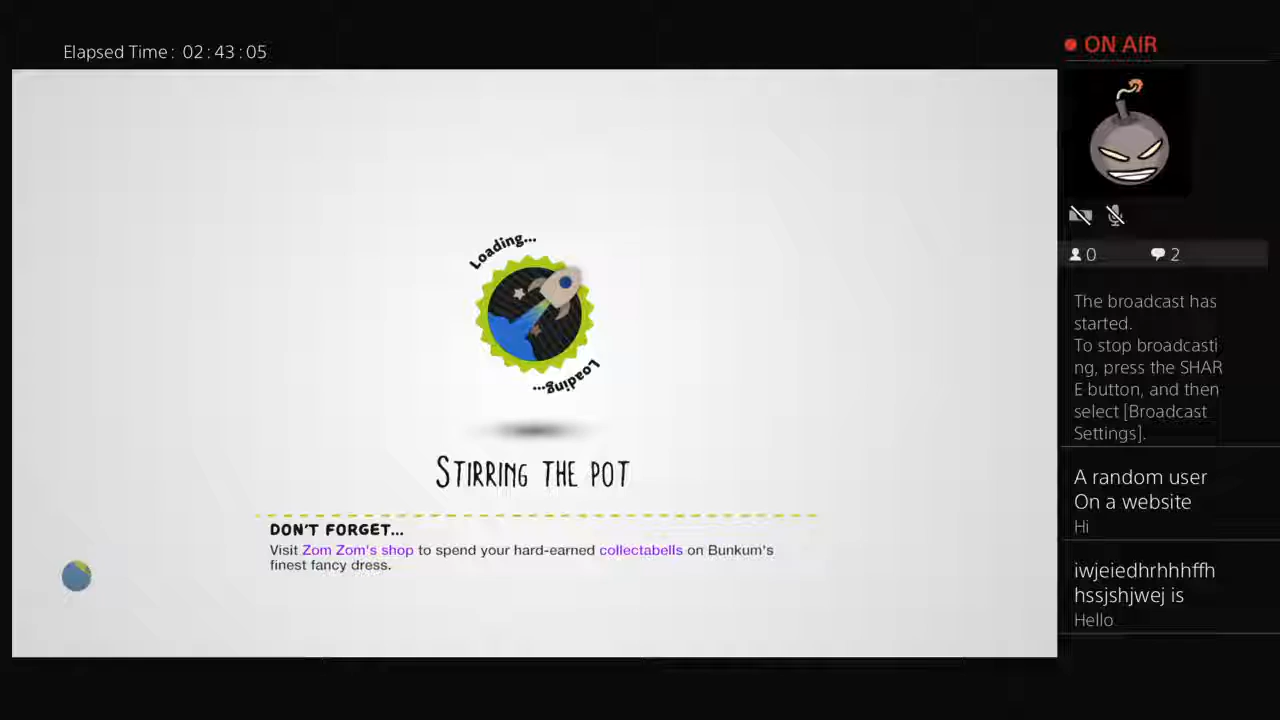 Elapsed Time: 02:43:05
ON AIR
Loading...
Loading...
STIRRING THE POT
DON'T FORGET...
Visit Zom Zom's shop to spend your hard-earned collectabells on Bunkum's
finest fancy dress.
0
2
The broadcast has
started.
To stop broadcasti
ng, press the SHAR
E button, and then
select [Broadcast
Settings].
A random user
On a website
Hi
iwjeiedhrhhhffh
hssjshjwej is
Hello